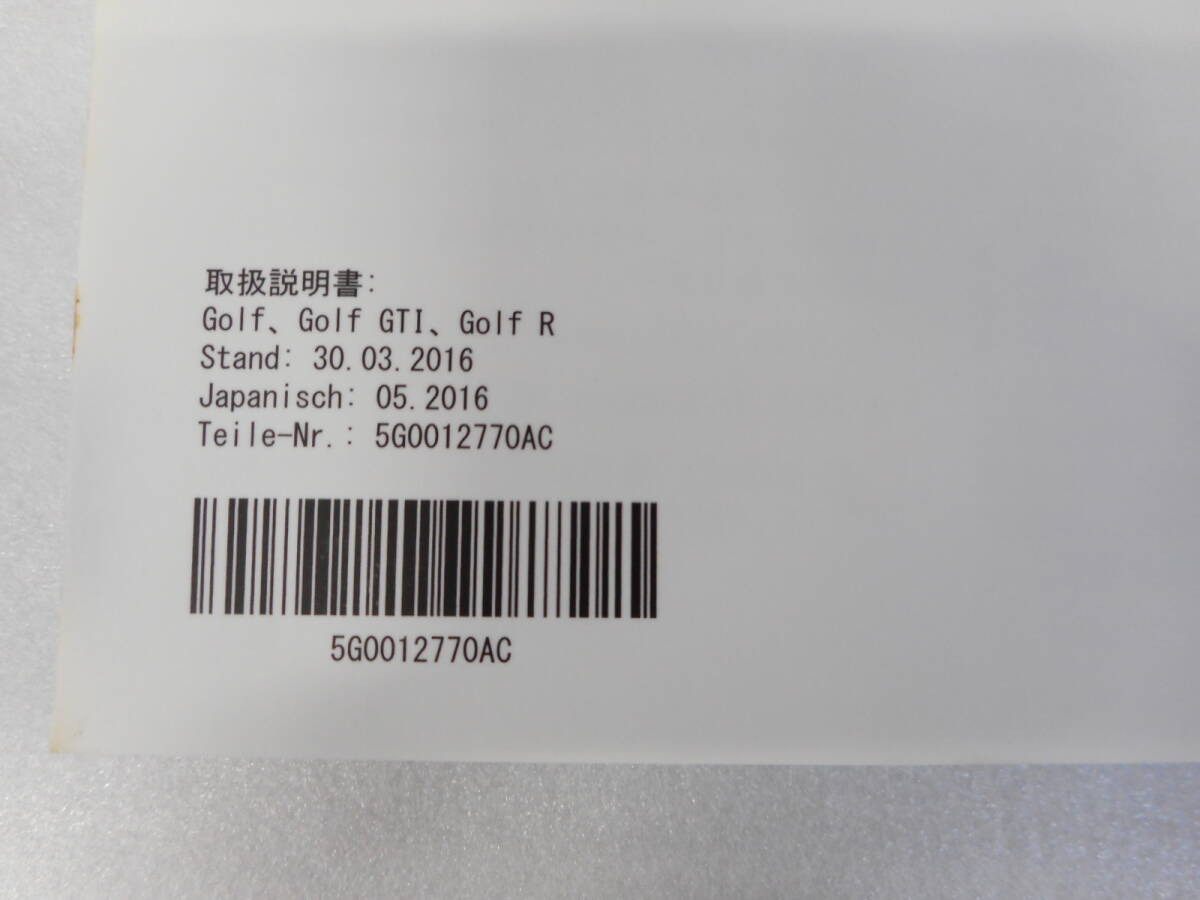 取扱説明書:
Golf、Golf GTI、Golf R
Stand: 30.03.2016
Japanisch: 05.2016
Teile-Nr.: 5G0012770AC
5G0012770AC